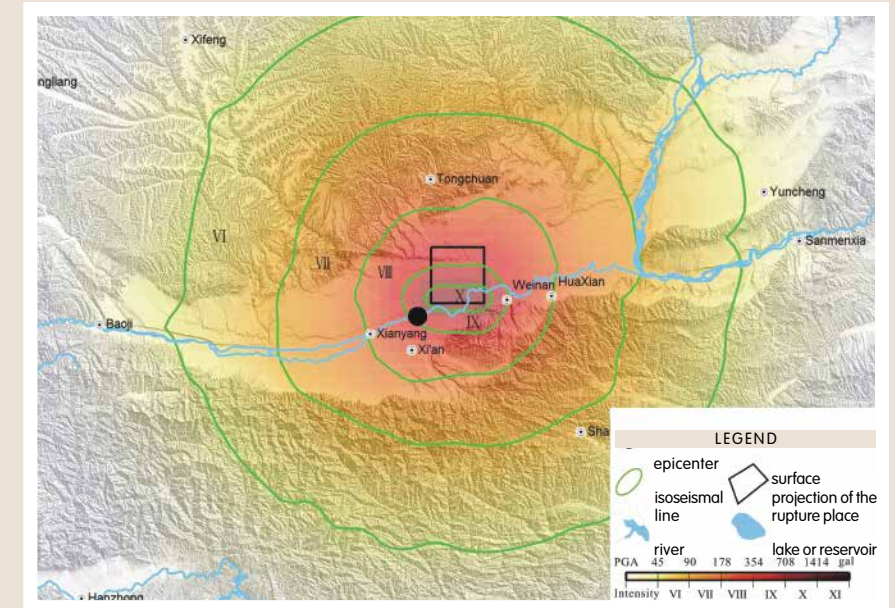 Xifeng
ngliang
Tongchuan
Yuncheng
VI
Sanmenxia
VII
VIII
Weinan
HuaXian
X
Baoji
IX
Xianyang
Xi'an
Sha
LEGEND
epicenter
surface
isoseismal
projection of the
line
rupture place
river
lake or reservoir
PGA 45 90 178 354 708 1414 gal
Intensity VI VII VIII IX X XI
Hanzhong